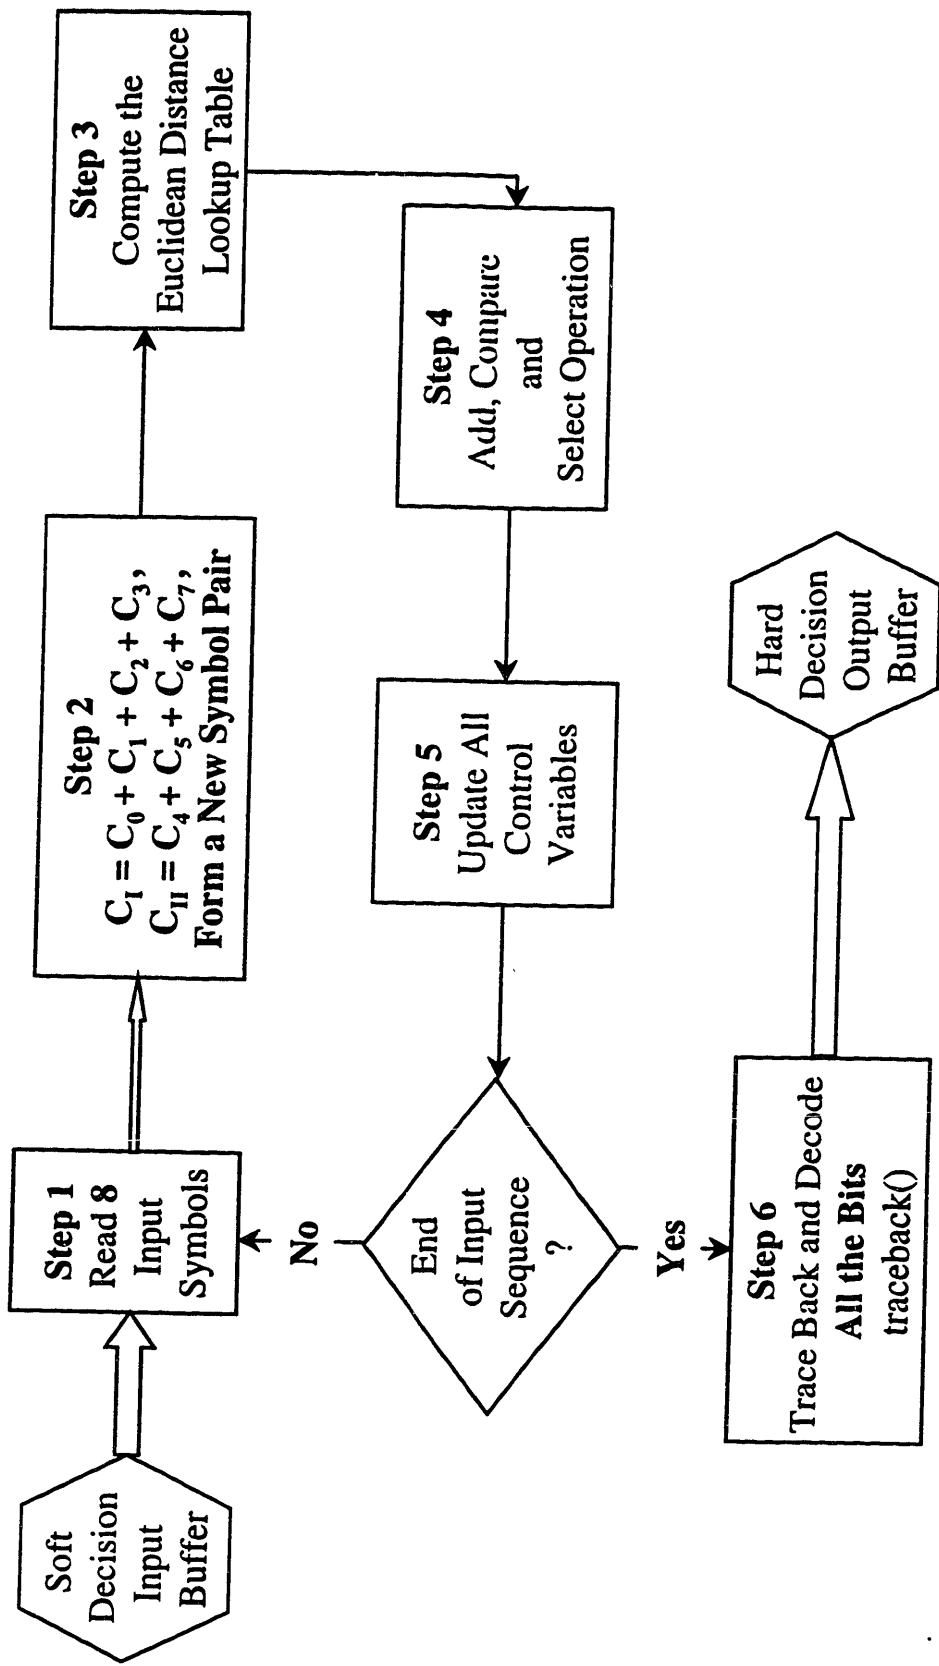 Soft
Decision
Input
Buffer
Step 1
Read 8
Input
Symbols
Step 2
C_I = C_0 + C_1 + C_2 + C_3,
C_II = C_4 + C_5 + C_6 + C_7,
Form a New Symbol Pair
Step 3
Compute the
Euclidean Distance
Lookup Table
Step 4
Add, Compare
and
Select Operation
Step 5
Update All
Control
Variables
End
of Input
Sequence
?
No
Yes
Step 6
Trace Back and Decode
All the Bits
traceback()
Hard
Decision
Output
Buffer